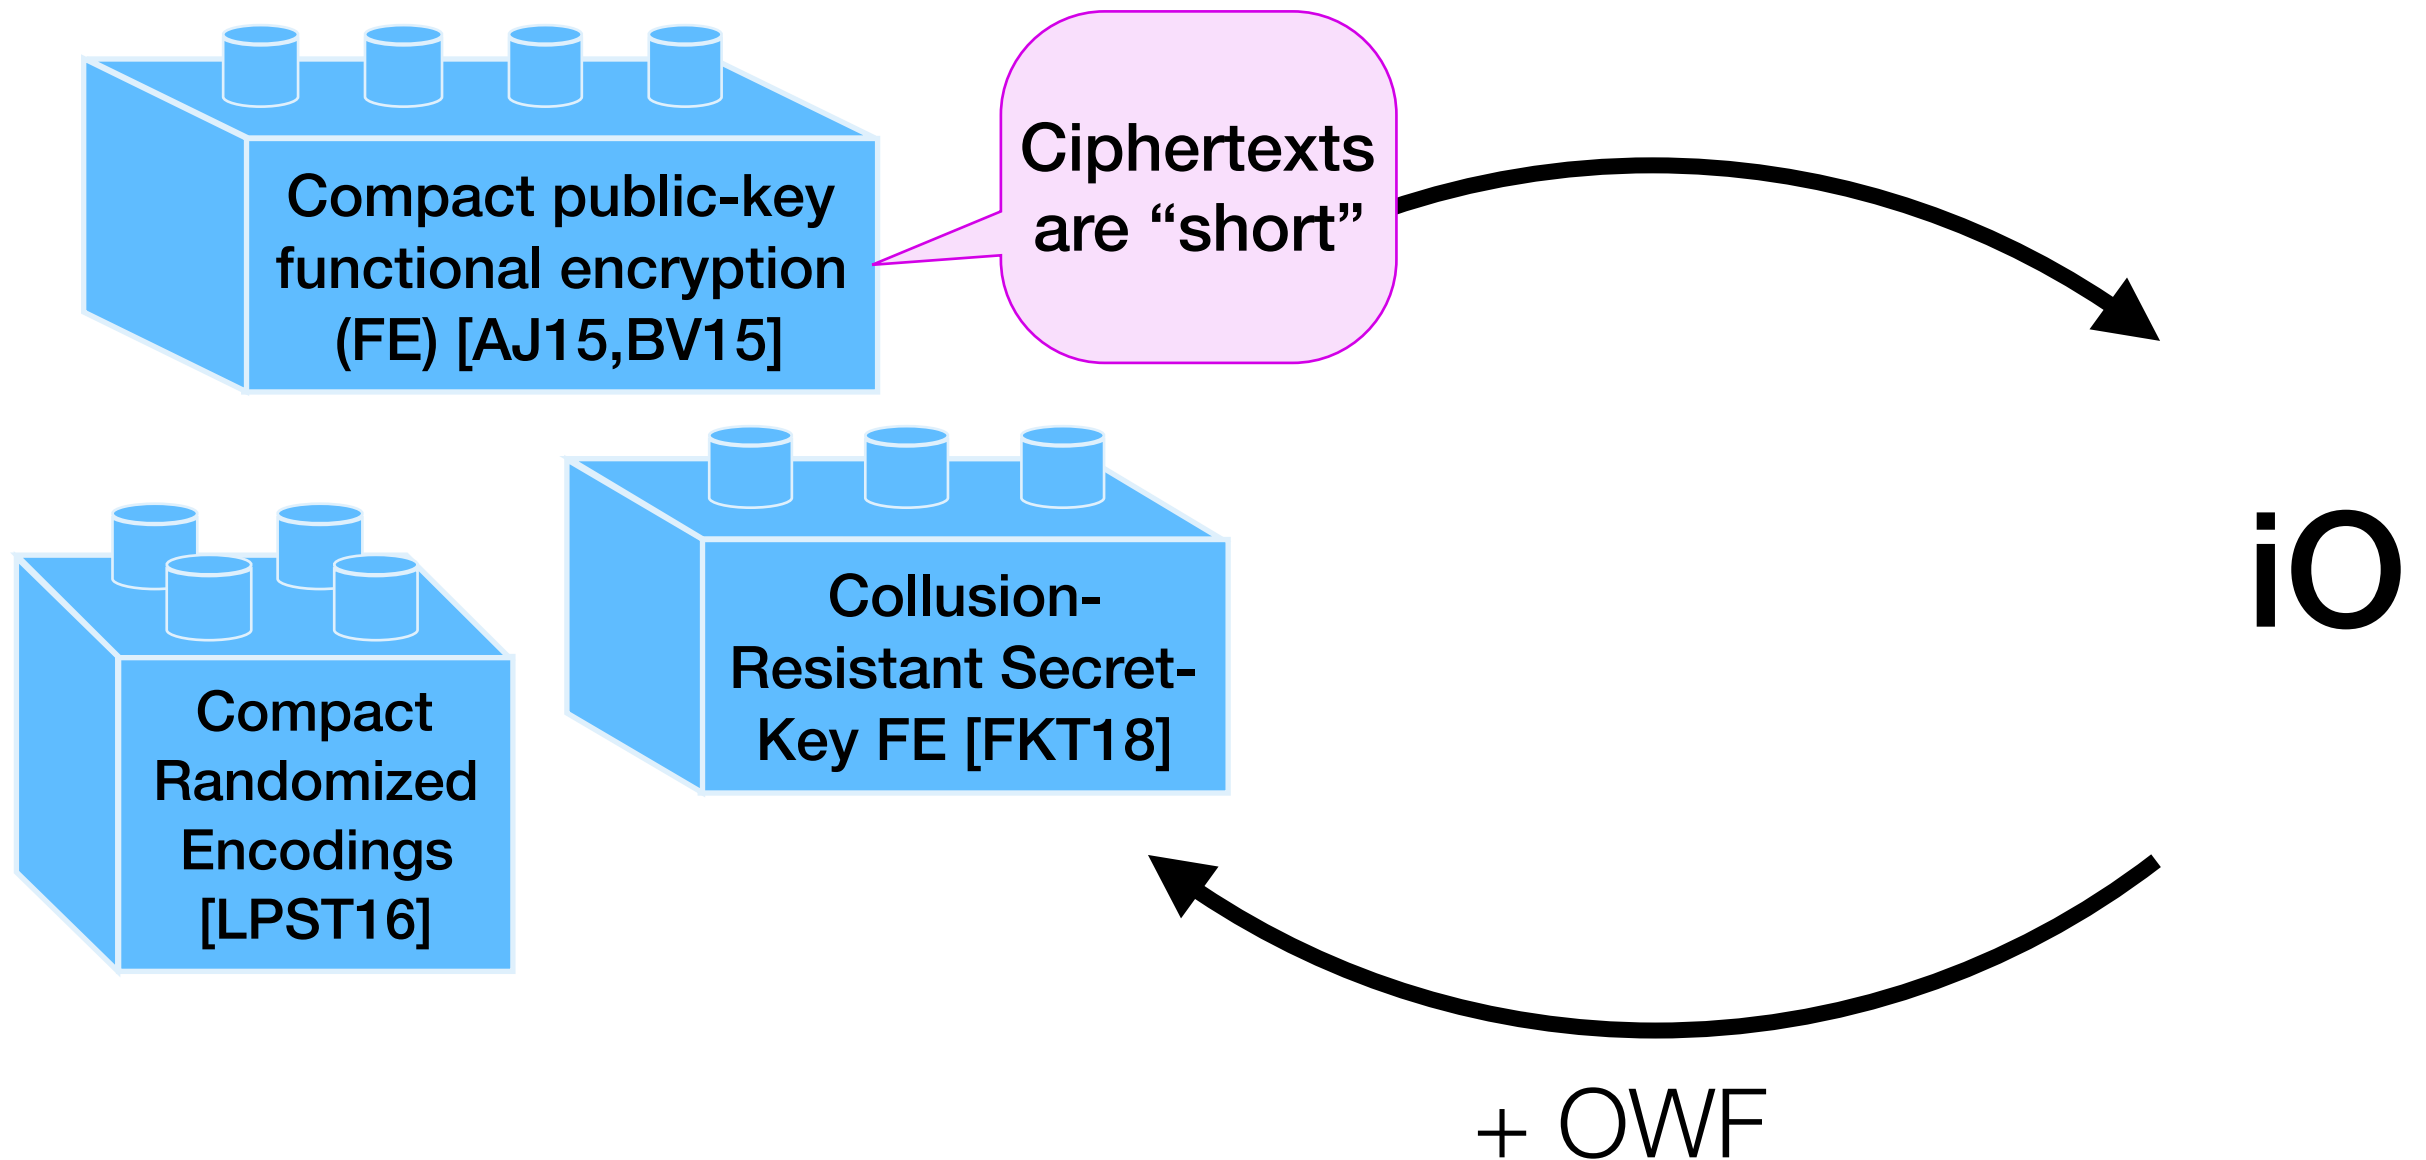 Compact public-key
functional encryption
(FE) [AJ15,BV15]
Ciphertexts
are “short”
Collusion-
Resistant Secret-
Key FE [FKT18]
Compact
Randomized
Encodings
[LPST16]
iO
+ OWF